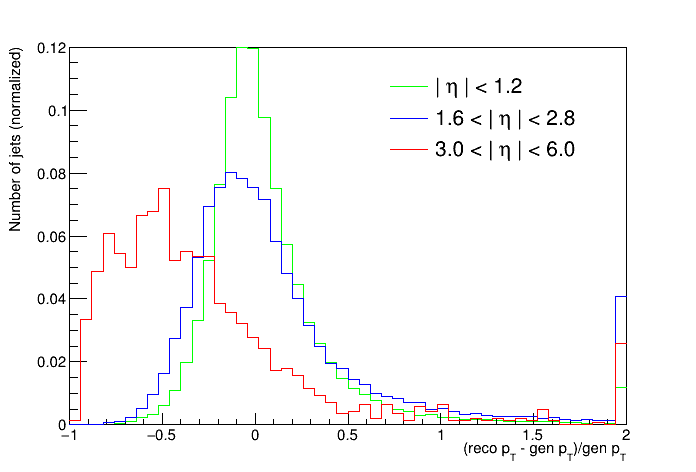 0.12
0.1
0.08
0.06
0.04
0.02
0
Number of jets (normalized)
| η | < 1.2
1.6 < | η | < 2.8
3.0 < | η | < 6.0
−1 −0.5 0 0.5 1 1.5 2
(reco p_T - gen p_T)/gen p_T